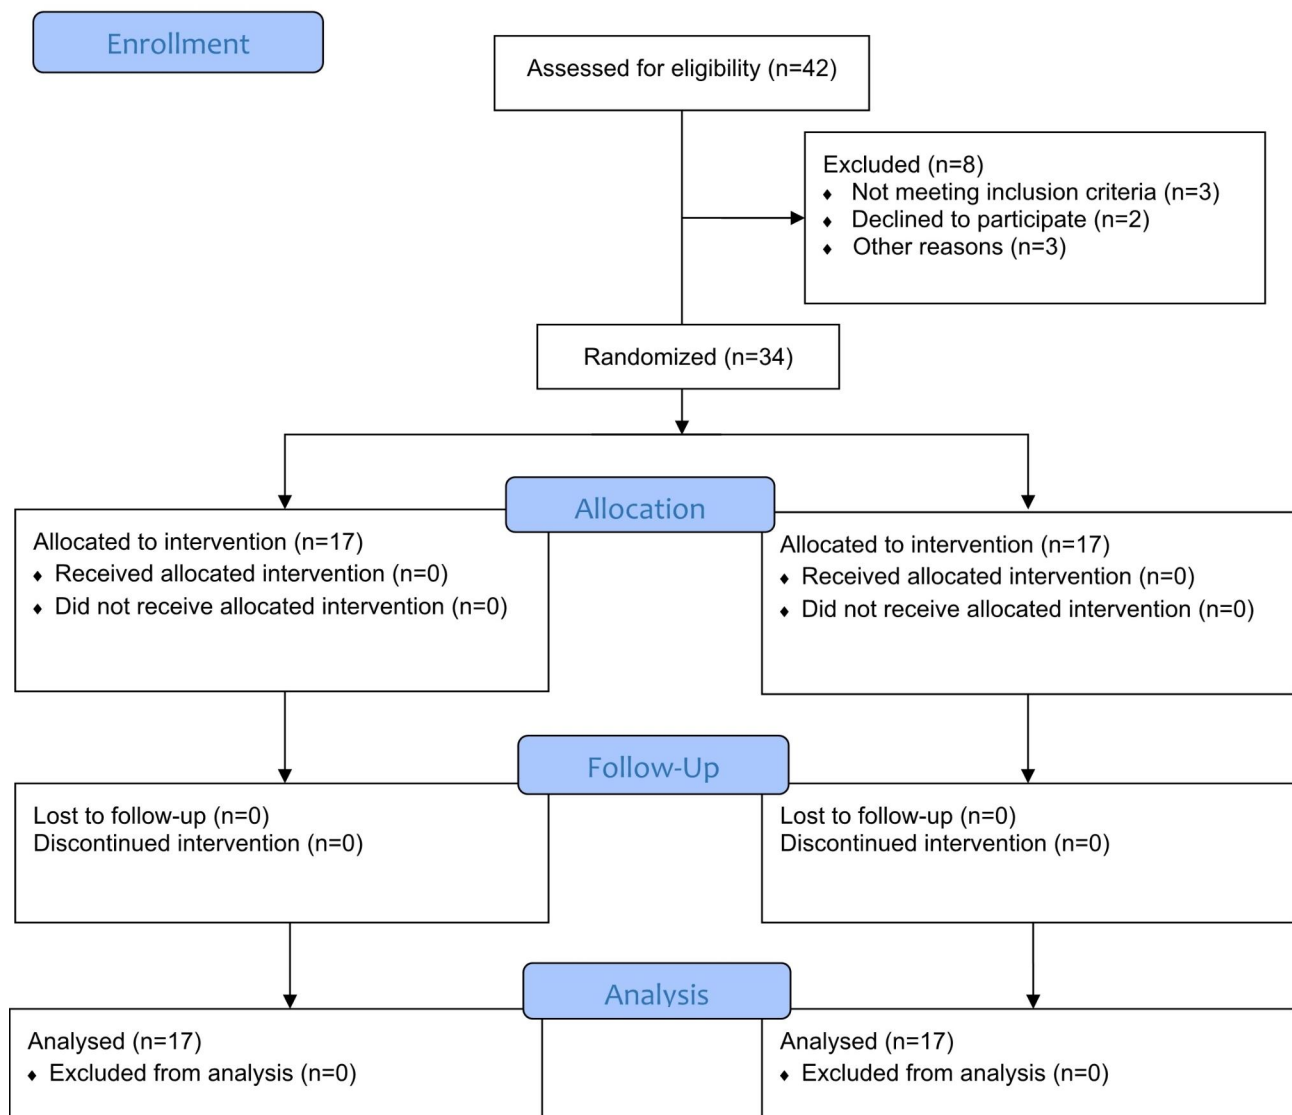 Enrollment
Assessed for eligibility (n=42)
Excluded (n=8)
♦ Not meeting inclusion criteria (n=3)
♦ Declined to participate (n=2)
♦ Other reasons (n=3)
Randomized (n=34)
Allocation
Allocated to intervention (n=17)
♦ Received allocated intervention (n=0)
♦ Did not receive allocated intervention (n=0)
Allocated to intervention (n=17)
♦ Received allocated intervention (n=0)
♦ Did not receive allocated intervention (n=0)
Follow-Up
Lost to follow-up (n=0)
Discontinued intervention (n=0)
Lost to follow-up (n=0)
Discontinued intervention (n=0)
Analysis
Analysed (n=17)
♦ Excluded from analysis (n=0)
Analysed (n=17)
♦ Excluded from analysis (n=0)